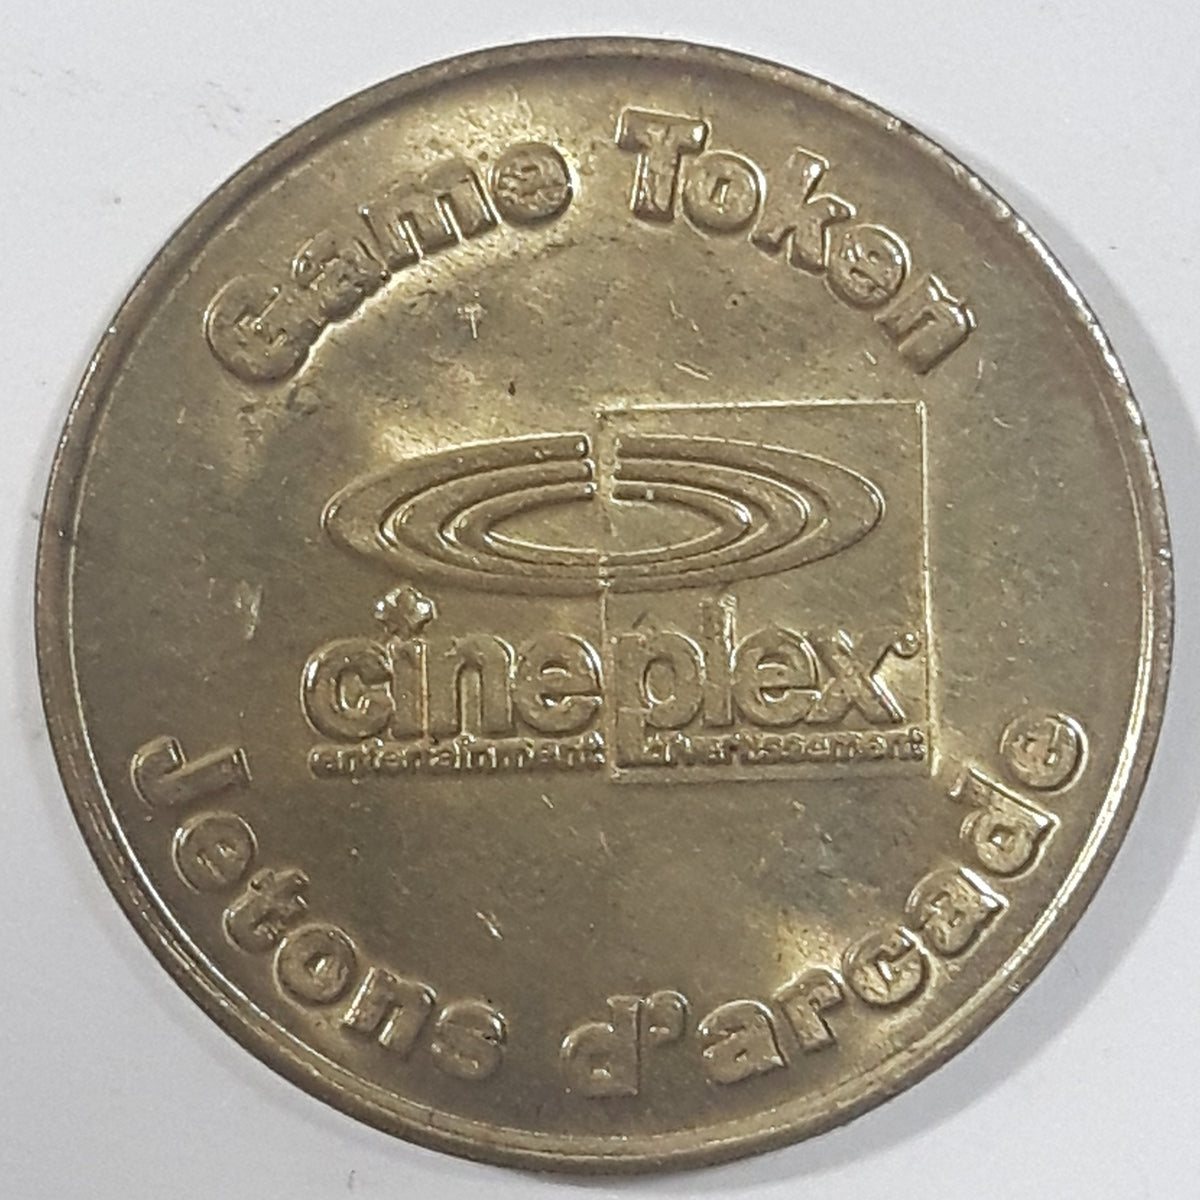 Game Token
cineplex
entertainment divertissement
Jetons d'arcade